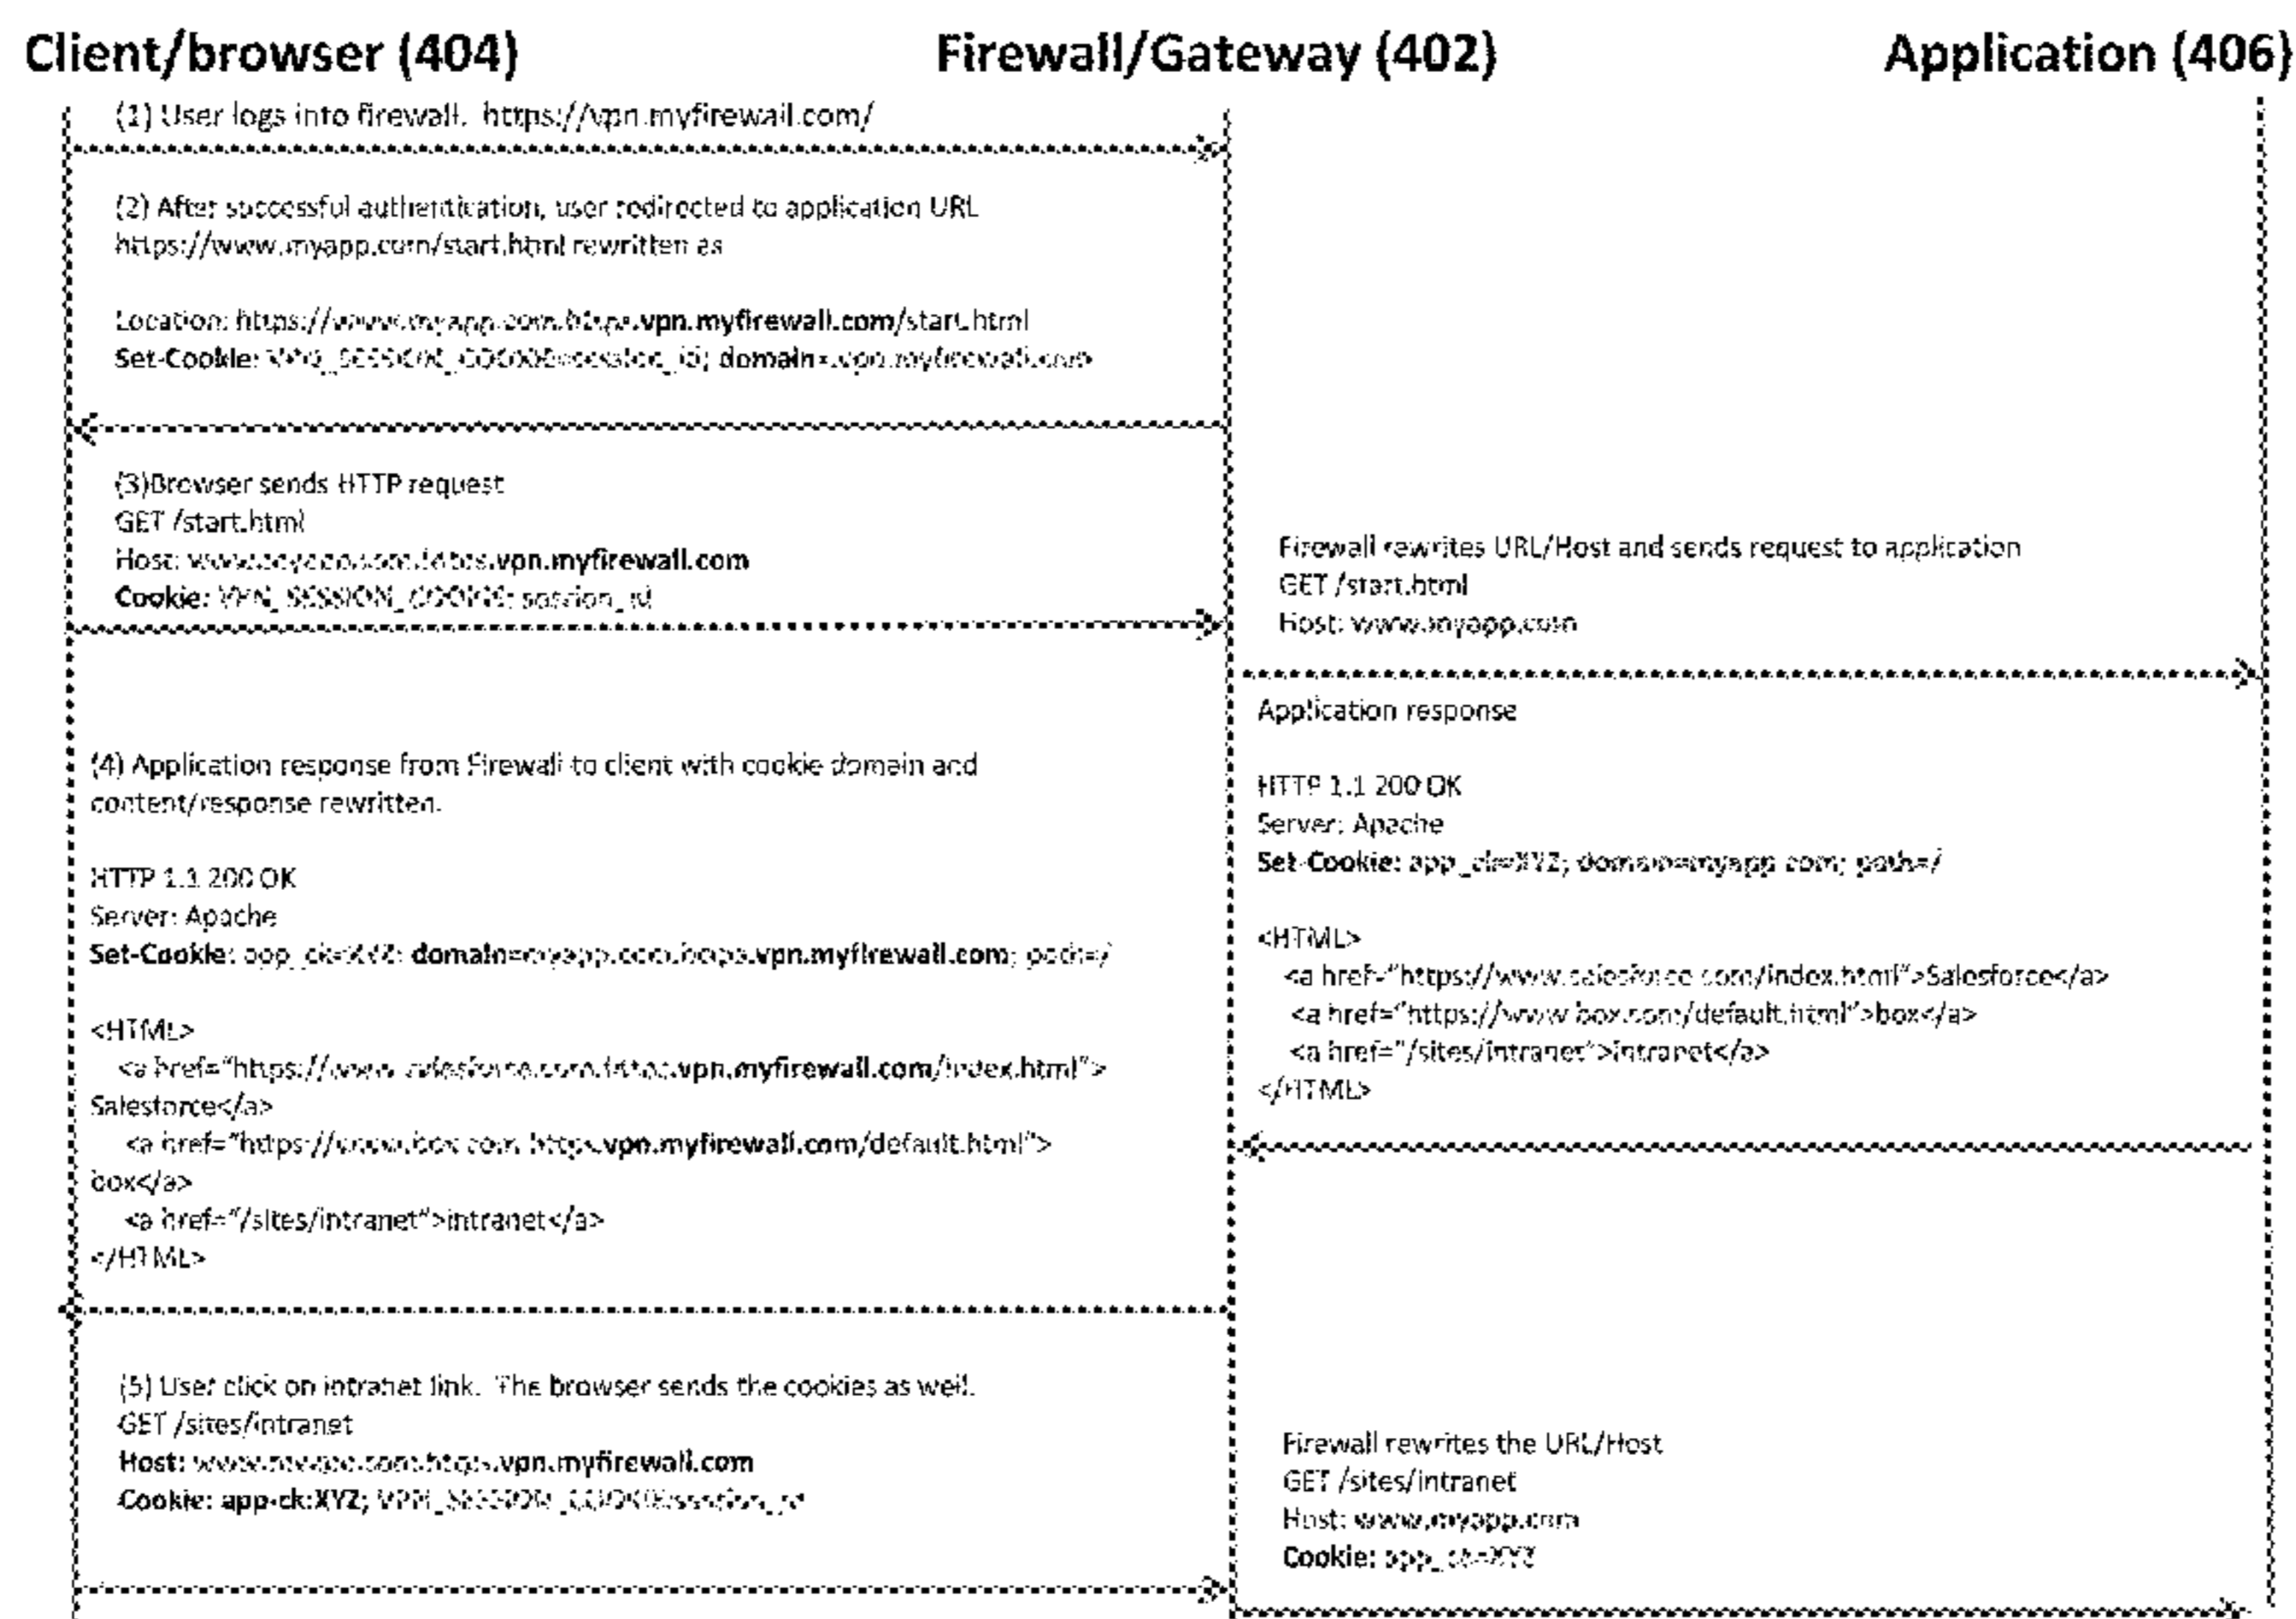 Client/browser (404)
Firewall/Gateway (402)
Application (406)
(1) User logs into firewall. https://vpn.myfirewall.com/
(2) After successful authentication, user redirected to application URL
https://www.myapp.com/start.html rewritten as
Location: https://www.myapp.com.https.vpn.myfirewall.com/start.html
Set-Cookie: session_id; domain=.vpn.myfirewall.com
(3)Browser sends HTTP request
GET /start.html
Host: www.myapp.com.https.vpn.myfirewall.com
Cookie: VPN_SESSION_COOKIE: session_id
Firewall rewrites URL/Host and sends request to application
GET /start.html
Host: www.myapp.com
Application response
HTTP 1.1 200 OK
Server: Apache
Set-Cookie: app_ck=XYZ; domain=myapp.com; path=/
<HTML>
<a href="https://www.salesforce.com/index.html">Salesforce</a>
<a href="https://www.box.com/default.html">box</a>
<a href="/sites/intranet">intranet</a>
</HTML>
(4) Application response from Firewall to client with cookie domain and
content/response rewritten.
HTTP 1.1 200 OK
Server: Apache
Set-Cookie: app_ck=XYZ; domain=myapp.com.https.vpn.myfirewall.com; path=/
<HTML>
<a href="https://www.salesforce.com.https.vpn.myfirewall.com/index.html">
Salesforce</a>
<a href="https://www.box.com.https.vpn.myfirewall.com/default.html">
box</a>
<a href="/sites/intranet">intranet</a>
</HTML>
(5) User click on intranet link. The browser sends the cookies as well.
GET /sites/intranet
Host: www.myapp.com.https.vpn.myfirewall.com
Cookie: app-ck:XYZ; VPN_SESSION_COOKIE:session_id
Firewall rewrites the URL/Host
GET /sites/intranet
Host: www.myapp.com
Cookie: app_ck=XYZ